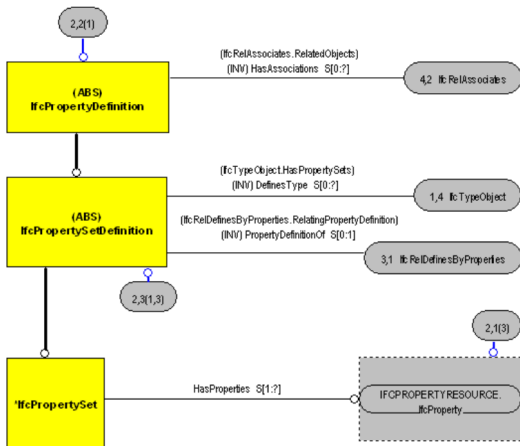 2,2(1)
(IfcRelAssociates.RelatedObjects)
(INV) HasAssociations S[0:?]
4,2 IfcRelAssociates
(ABS)
IfcPropertyDefinition
(IfcTypeObject.HasPropertySets)
(INV) DefinesType S[0:?]
1,4 IfcTypeObject
(ABS)
IfcPropertySetDefinition
(IfcRelDefinesByProperties.RelatingPropertyDefinition)
(INV) PropertyDefinitionOf S[0:1]
3,1 IfcRelDefinesByProperties
2,3(1,3)
2,1(3)
*IfcPropertySet
HasProperties S[1:?]
IFCPROPERTYRESOURCE.
IfcProperty